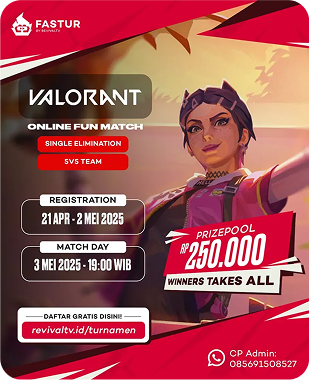 FASTUR
BY REVIVALTV
VALORANT
ONLINE FUN MATCH
SINGLE ELIMINATION
5V5 TEAM
REGISTRATION
21 APR - 2 MEI 2025
MATCH DAY
3 MEI 2025 - 19:00 WIB
PRIZEPOOL
RP 250.000
WINNERS TAKES ALL
DAFTAR GRATIS DISINI!
revivaltv.id/turnamen
CP Admin:
085691508527